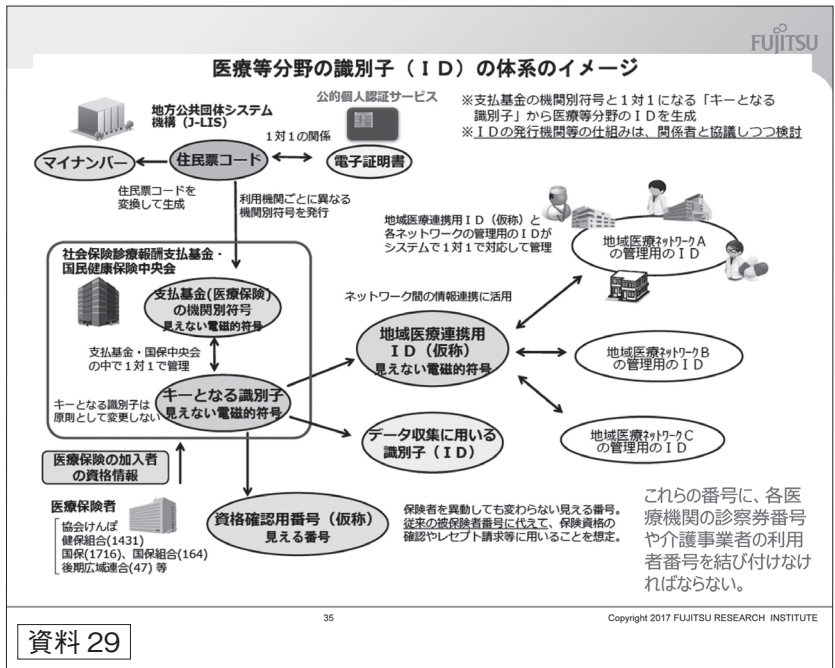 FUJITSU
医療等分野の識別子（ＩＤ）の体系のイメージ
地方公共団体システム
機構（J-LIS）
公的個人認証サービス
※支払基金の機関別符号と１対１になる「キーとなる
識別子」から医療等分野のＩＤを生成
※ＩＤの発行機関等の仕組みは、関係者と協議しつつ検討
１対１の関係
マイナンバー
住民票コード
電子証明書
住民票コードを
変換して生成
利用機関ごとに異なる
機関別符号を発行
地域医療連携用ＩＤ（仮称）と
各ネットワークの管理用のＩＤが
システムで１対１で対応して管理
地域医療ﾈｯﾄﾜｰｸＡ
の管理用のＩＤ
社会保険診療報酬支払基金・
国民健康保険中央会
支払基金(医療保険)
の機関別符号
見えない電磁的符号
ネットワーク間の情報連携に活用
地域医療連携用
ＩＤ（仮称）
見えない電磁的符号
地域医療ﾈｯﾄﾜｰｸＢ
の管理用のＩＤ
支払基金・国保中央会
の中で１対１で管理
キーとなる識別子
見えない電磁的符号
キーとなる識別子は
原則として変更しない
データ収集に用いる
識別子（ＩＤ）
地域医療ﾈｯﾄﾜｰｸＣ
の管理用のＩＤ
医療保険の加入者
の資格情報
医療保険者
協会けんぽ
健保組合(1431)
国保(1716)、国保組合(164)
後期広域連合(47) 等
資格確認用番号（仮称）
見える番号
保険者を異動しても変わらない見える番号。
従来の被保険者番号に代えて、保険資格の
確認やレセプト請求等に用いることを想定。
これらの番号に、各医
療機関の診察券番号
や介護事業者の利用
者番号を結び付けなけ
ればならない。
35
Copyright 2017 FUJITSU RESEARCH INSTITUTE
資料 29